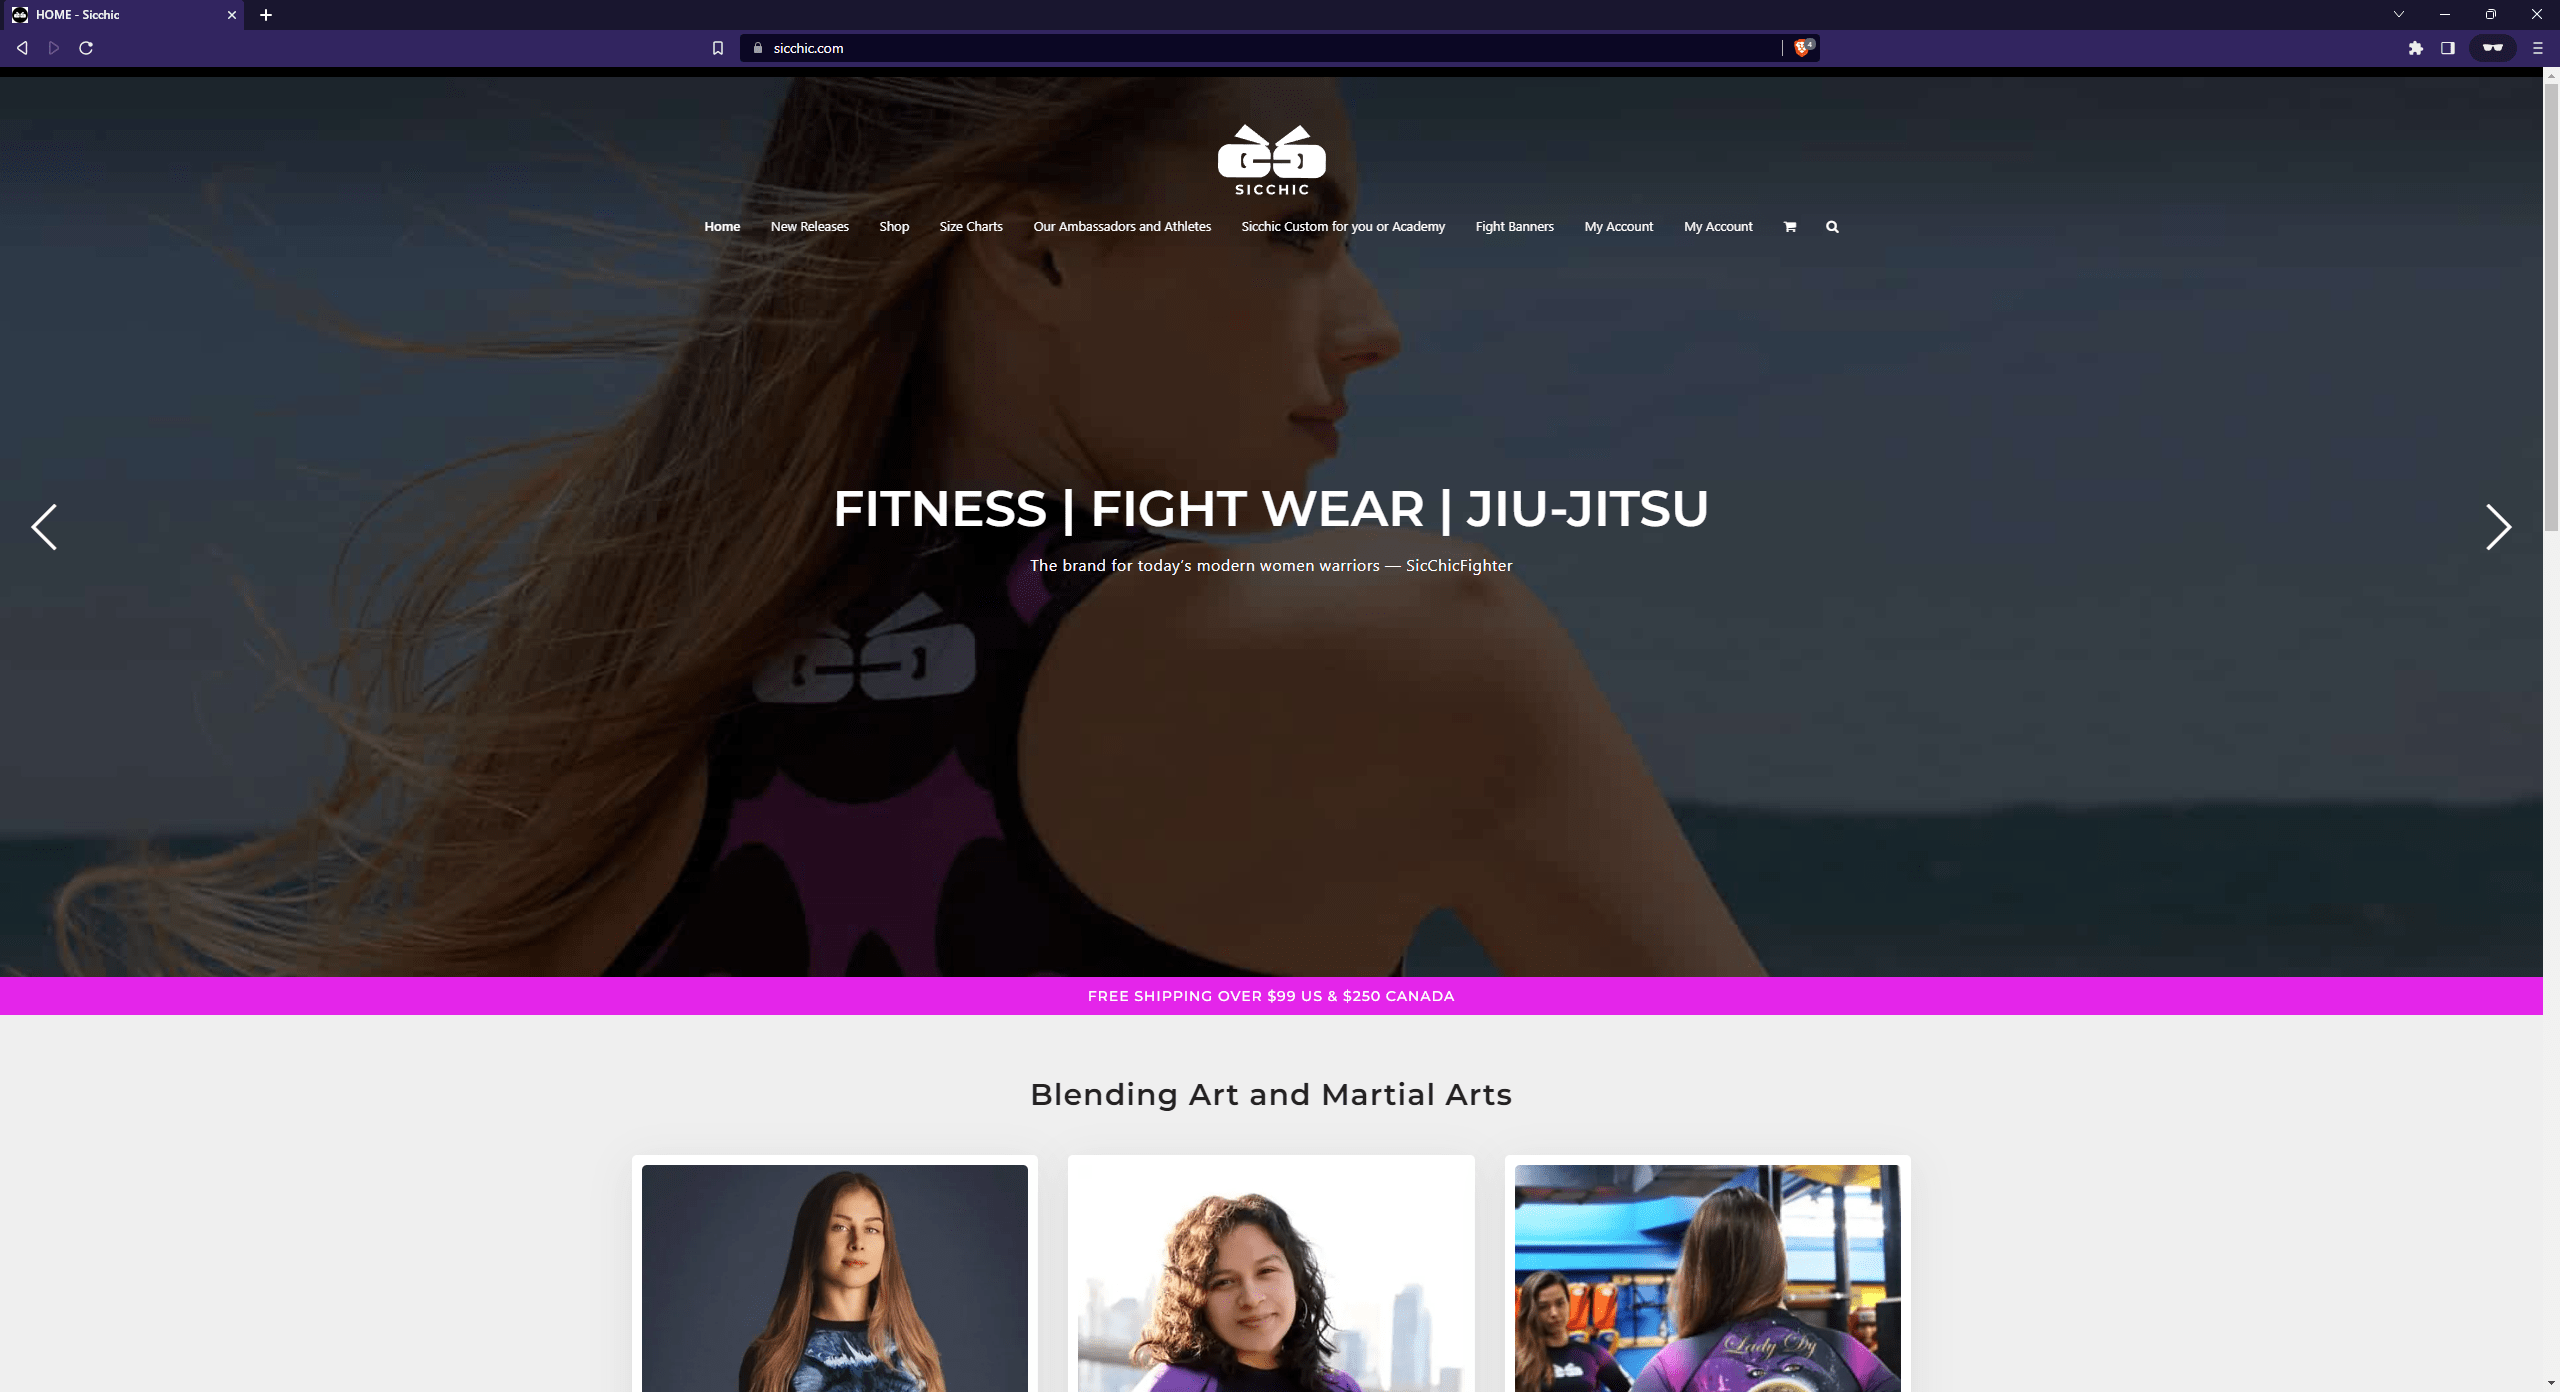 HOME - Sicchic
sicchic.com
4
SICCHIC
Home New Releases Shop Size Charts Our Ambassadors and Athletes Sicchic Custom for you or Academy Fight Banners My Account My Account
FITNESS | FIGHT WEAR | JIU-JITSU
The brand for today's modern women warriors — SicChicFighter
FREE SHIPPING OVER $99 US & $250 CANADA
Blending Art and Martial Arts
Lady Dy